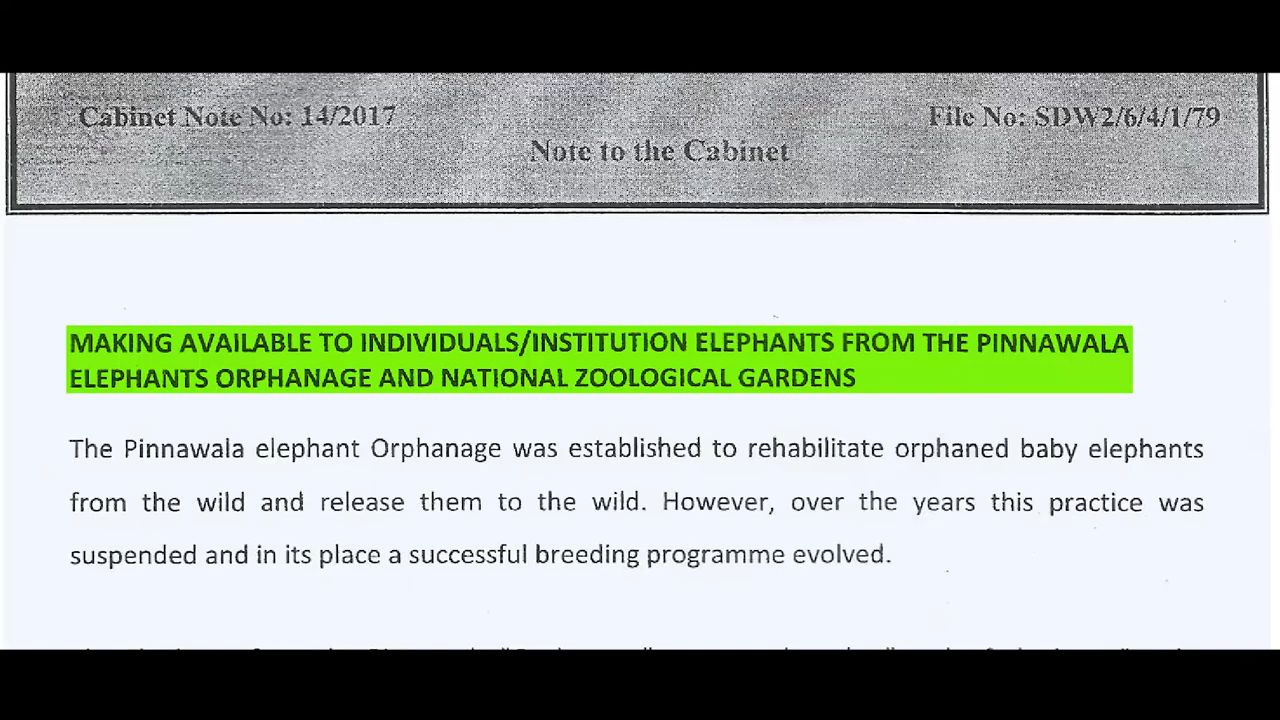 Cabinet Note No: 14/2017
File No: SDW2/6/4/1/79
Note to the Cabinet
MAKING AVAILABLE TO INDIVIDUALS/INSTITUTION ELEPHANTS FROM THE PINNAWALA
ELEPHANTS ORPHANAGE AND NATIONAL ZOOLOGICAL GARDENS
The Pinnawala elephant Orphanage was established to rehabilitate orphaned baby elephants
from the wild and release them to the wild. However, over the years this practice was
suspended and in its place a successful breeding programme evolved.